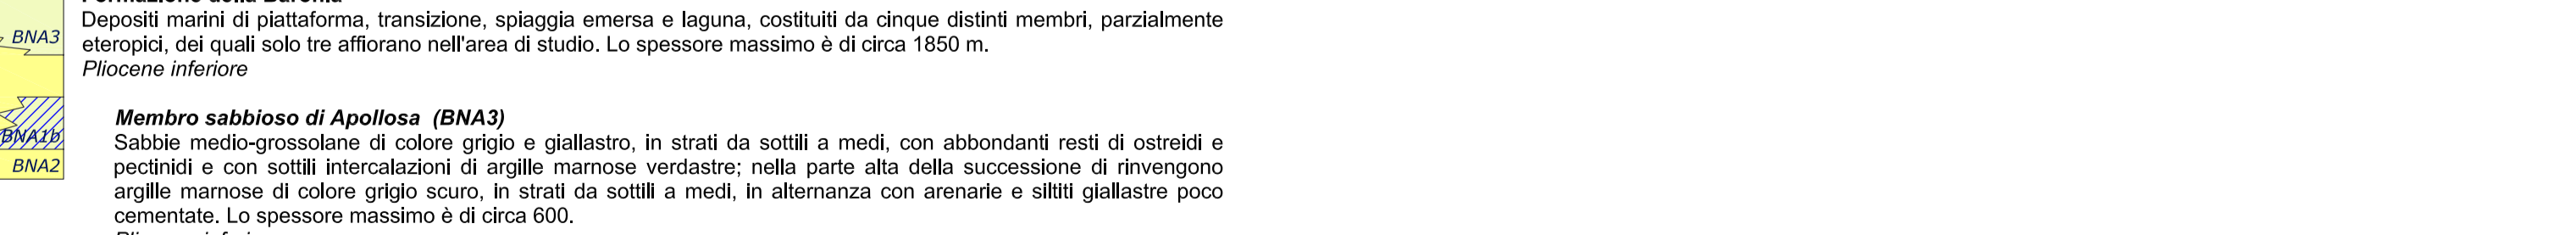 Formazione della Baronia
Depositi marini di piattaforma, transizione, spiaggia emersa e laguna, costituiti da cinque distinti membri, parzialmente
BNA3
eteropici, dei quali solo tre affiorano nell'area di studio. Lo spessore massimo è di circa 1850 m.
Pliocene inferiore
Membro sabbioso di Apollosa (BNA3)
BNA1b
Sabbie medio-grossolane di colore grigio e giallastro, in strati da sottili a medi, con abbondanti resti di ostreidi e
BNA2
pectinidi e con sottili intercalazioni di argille marnose verdastre; nella parte alta della successione di rinvengono
argille marnose di colore grigio scuro, in strati da sottili a medi, in alternanza con arenarie e siltiti giallastre poco
cementate. Lo spessore massimo è di circa 600.